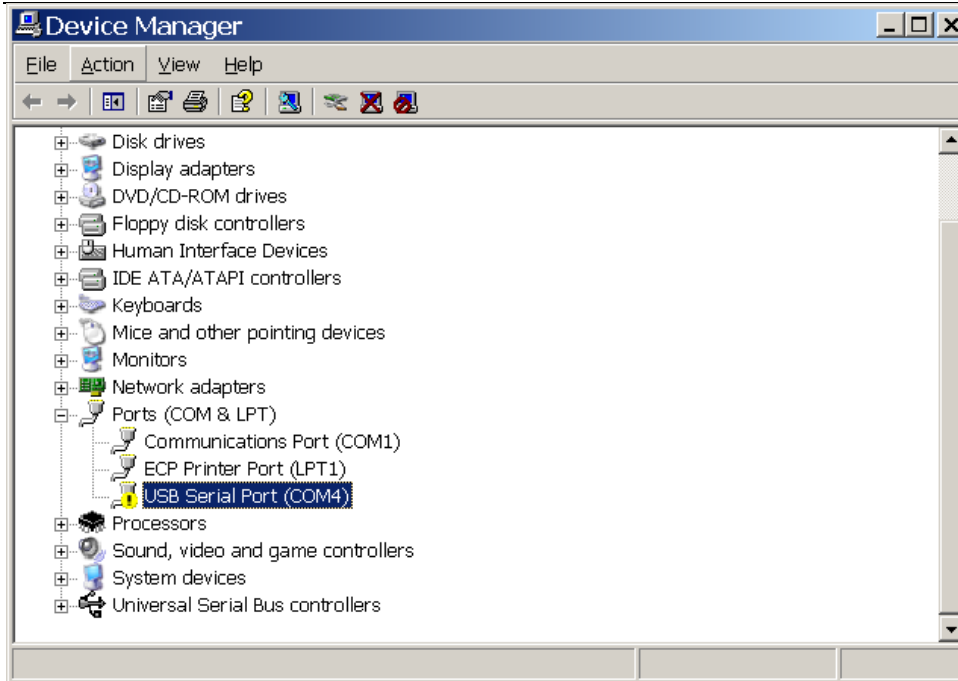 Device Manager
File Action View Help
Disk drives
Display adapters
DVD/CD-ROM drives
Floppy disk controllers
Human Interface Devices
IDE ATA/ATAPI controllers
Keyboards
Mice and other pointing devices
Monitors
Network adapters
Ports (COM & LPT)
Communications Port (COM1)
ECP Printer Port (LPT1)
USB Serial Port (COM4)
Processors
Sound, video and game controllers
System devices
Universal Serial Bus controllers